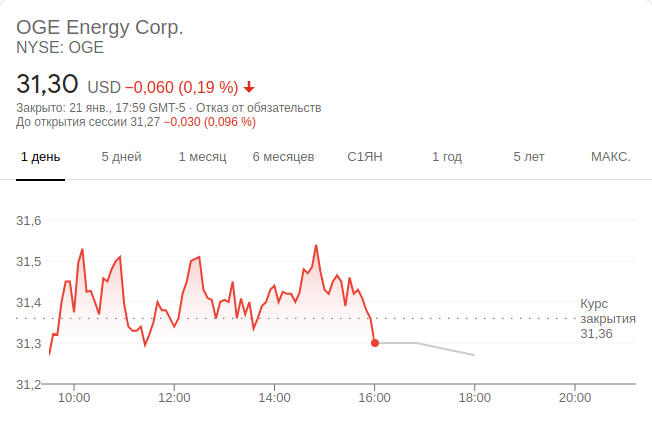 OGE Energy Corp.
NYSE: OGE
31,30 USD −0,060 (0,19 %)
Закрыто: 21 янв., 17:59 GMT-5 · Отказ от обязательств
До открытия сессии 31,27 −0,030 (0,096 %)
1 день 5 дней 1 месяц 6 месяцев С1ЯН 1 год 5 лет МАКС.
31,6
31,5
31,4
31,3
31,2
Курс
закрытия
31,36
10:00 12:00 14:00 16:00 18:00 20:00